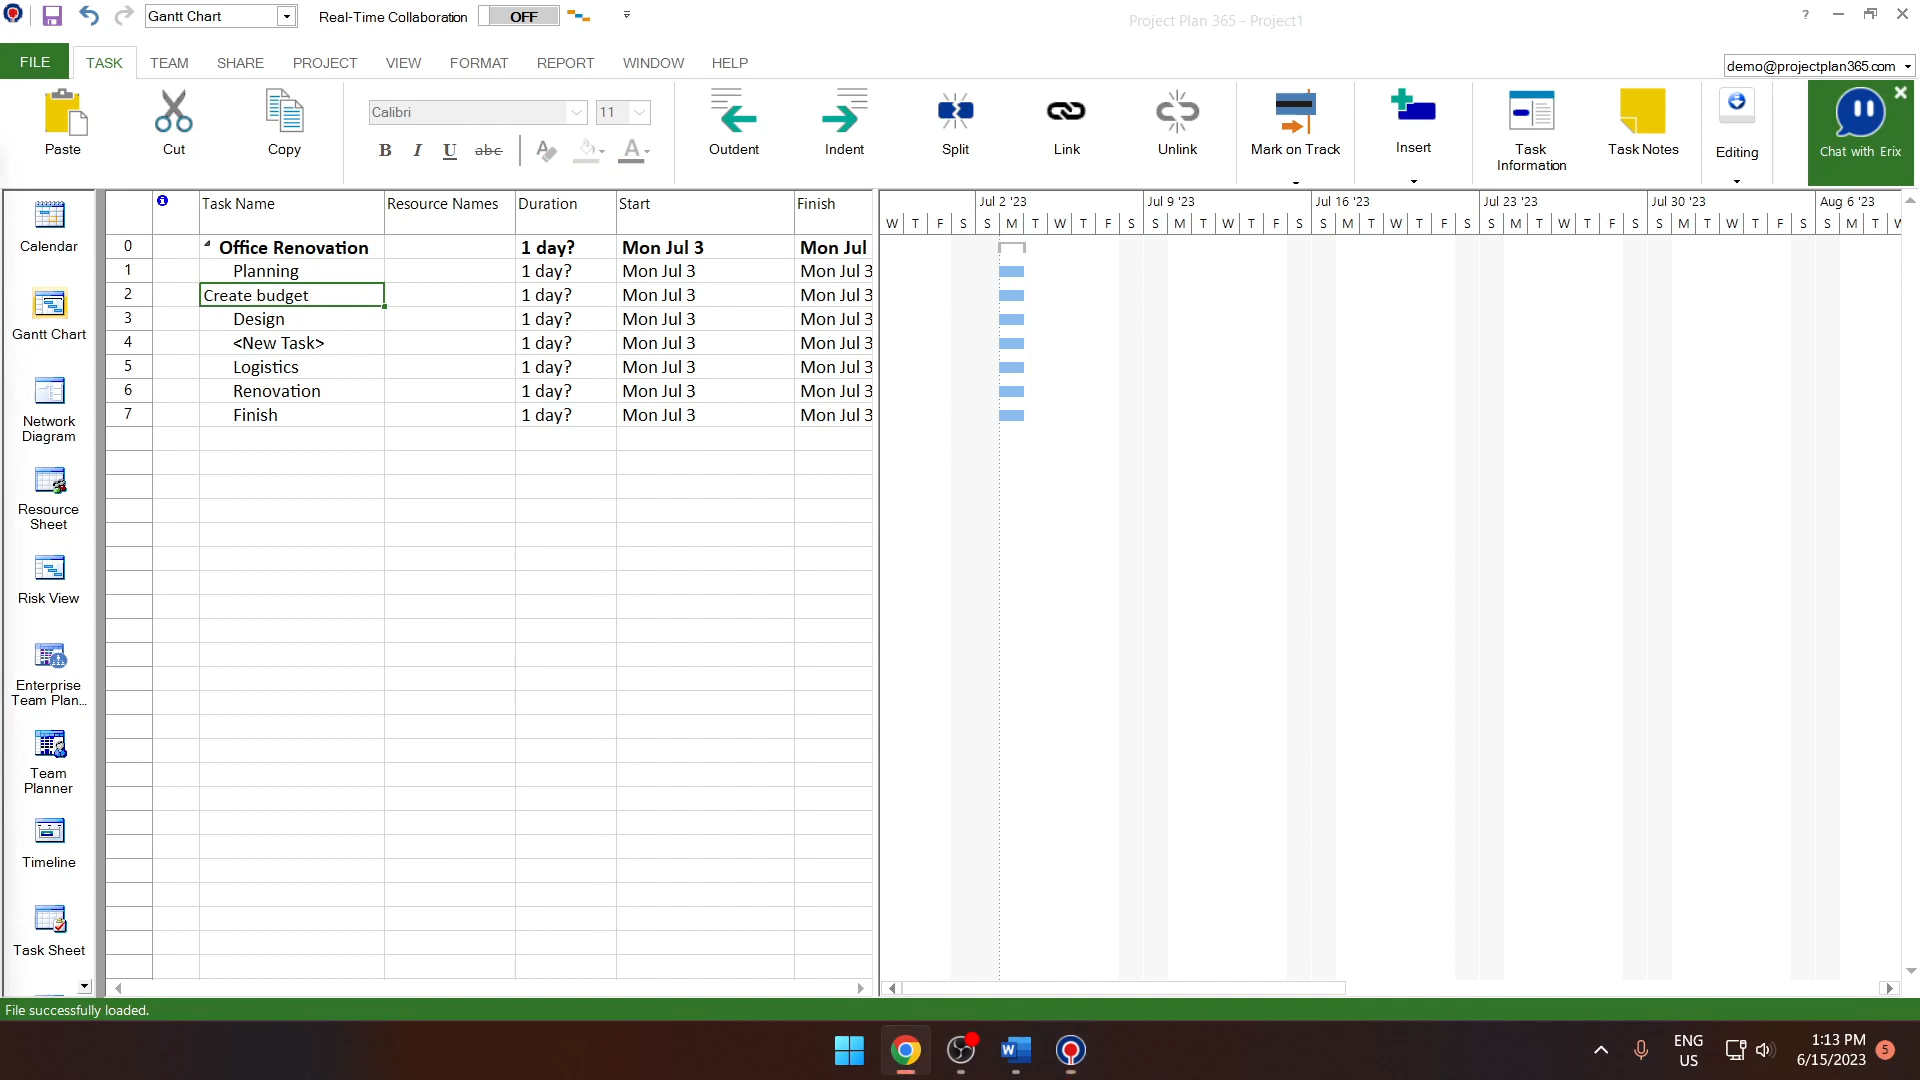 Gantt Chart
Real-Time Collaboration OFF
Project Plan 365 - Project1
?
FILE TASK TEAM SHARE PROJECT VIEW FORMAT REPORT WINDOW HELP
demo@projectplan365.com
Paste
Cut
Copy
Calibri 11
B I U abc A A
Outdent
Indent
Split
Link
Unlink
Mark on Track
Insert
Task
Information
Task Notes
Editing
Chat with Erix
Calendar
Gantt Chart
Network
Diagram
Resource
Sheet
Risk View
Enterprise
Team Plan...
Team
Planner
Timeline
Task Sheet
Task Name Resource Names Duration Start Finish
0 Office Renovation 1 day? Mon Jul 3 Mon Jul
1 Planning 1 day? Mon Jul 3 Mon Jul 3
2 Create budget 1 day? Mon Jul 3 Mon Jul 3
3 Design 1 day? Mon Jul 3 Mon Jul 3
4 <New Task> 1 day? Mon Jul 3 Mon Jul 3
5 Logistics 1 day? Mon Jul 3 Mon Jul 3
6 Renovation 1 day? Mon Jul 3 Mon Jul 3
7 Finish 1 day? Mon Jul 3 Mon Jul 3
Jul 2 '23 Jul 9 '23 Jul 16 '23 Jul 23 '23 Jul 30 '23 Aug 6 '23
W T F S S M T W T F S S M T W T F S S M T W T F S S M T W T F S S M T W T F S S M T W
File successfully loaded.
ENG
US
1:13 PM
6/15/2023
5